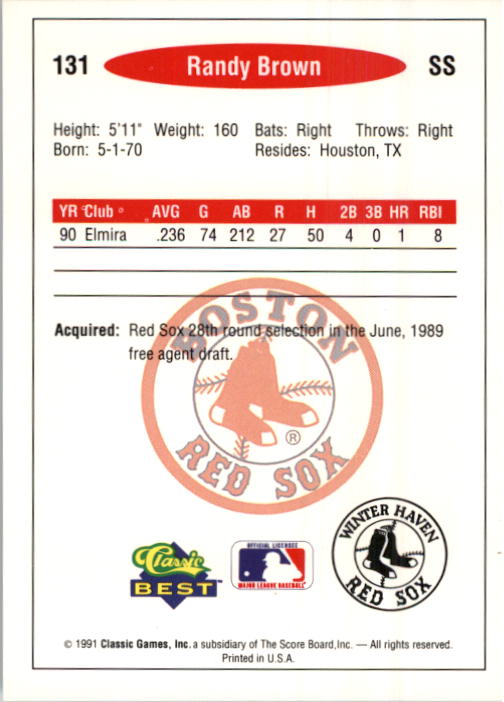 131 Randy Brown SS
Height: 5'11" Weight: 160 Bats: Right Throws: Right
Born: 5-1-70 Resides: Houston, TX
YR Club AVG G AB R H 2B 3B HR RBI
90 Elmira .236 74 212 27 50 4 0 1 8
Acquired: Red Sox 28th round selection in the June, 1989
free agent draft.
BOSTON
RED SOX
®
Classic
BEST
OFFICIAL LICENSEE
MAJOR LEAGUE BASEBALL
WINTER HAVEN
RED SOX
© 1991 Classic Games, Inc. a subsidiary of The Score Board,Inc. — All rights reserved.
Printed in U.S.A.